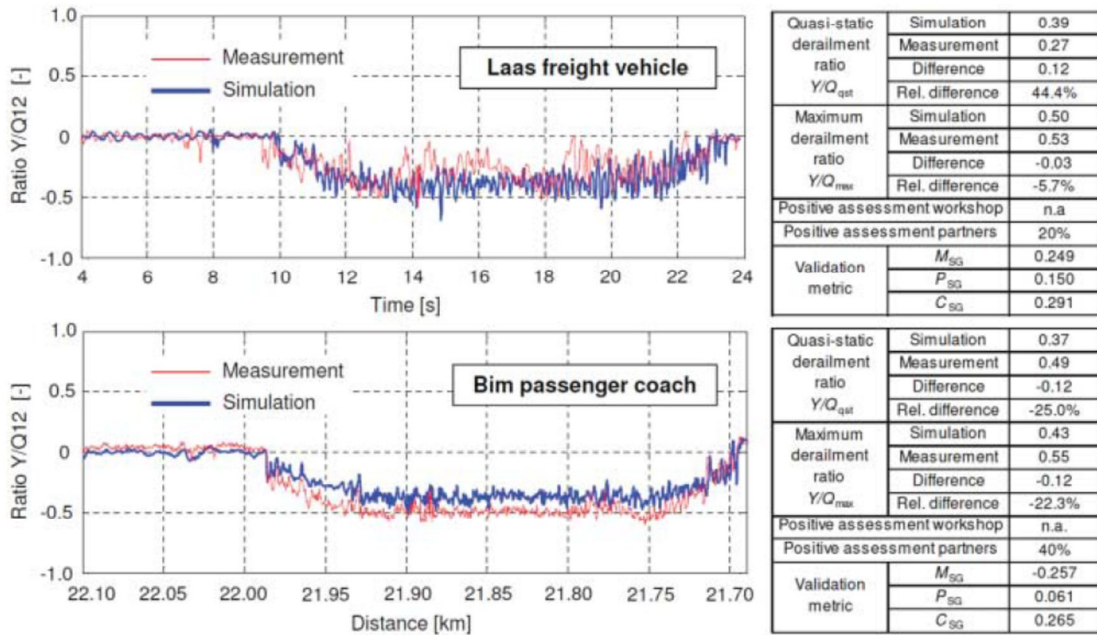 1.0
0.5
0
-0.5
-1.0
Ratio Y/Q12 [-]
Measurement
Simulation
Laas freight vehicle
4 6 8 10 12 14 16 18 20 22 24
Time [s]
Quasi-static derailment ratio Y/Qqst
Simulation 0.39
Measurement 0.27
Difference 0.12
Rel. difference 44.4%
Maximum derailment ratio Y/Qmax
Simulation 0.50
Measurement 0.53
Difference -0.03
Rel. difference -5.7%
Positive assessment workshop n.a
Positive assessment partners 20%
Validation metric
MSG 0.249
PSG 0.150
CSG 0.291
1.0
0.5
0
-0.5
-1.0
Ratio Y/Q12 [-]
Measurement
Simulation
Bim passenger coach
22.10 22.05 22.00 21.95 21.90 21.85 21.80 21.75 21.70
Distance [km]
Quasi-static derailment ratio Y/Qqst
Simulation 0.37
Measurement 0.49
Difference -0.12
Rel. difference -25.0%
Maximum derailment ratio Y/Qmax
Simulation 0.43
Measurement 0.55
Difference -0.12
Rel. difference -22.3%
Positive assessment workshop n.a.
Positive assessment partners 40%
Validation metric
MSG -0.257
PSG 0.061
CSG 0.265